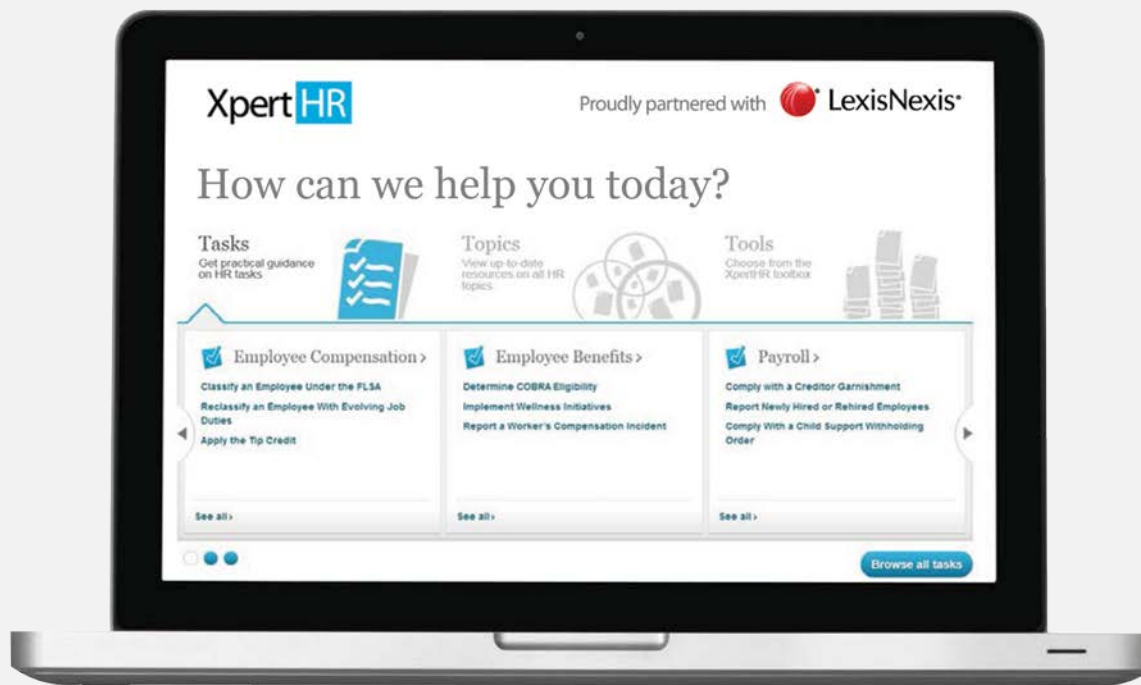 XpertHR
Proudly partnered with LexisNexis®
How can we help you today?
Tasks
Get practical guidance
on HR tasks
Topics
View up-to-date
resources on all HR
topics
Tools
Choose from the
XpertHR toolbox
Employee Compensation >
Classify an Employee Under the FLSA
Reclassify an Employee With Evolving Job
Duties
Apply the Tip Credit
See all >
Employee Benefits >
Determine COBRA Eligibility
Implement Wellness Initiatives
Report a Worker's Compensation Incident
See all >
Payroll >
Comply with a Creditor Garnishment
Report Newly Hired or Rehired Employees
Comply With a Child Support Withholding
Order
See all >
Browse all tasks